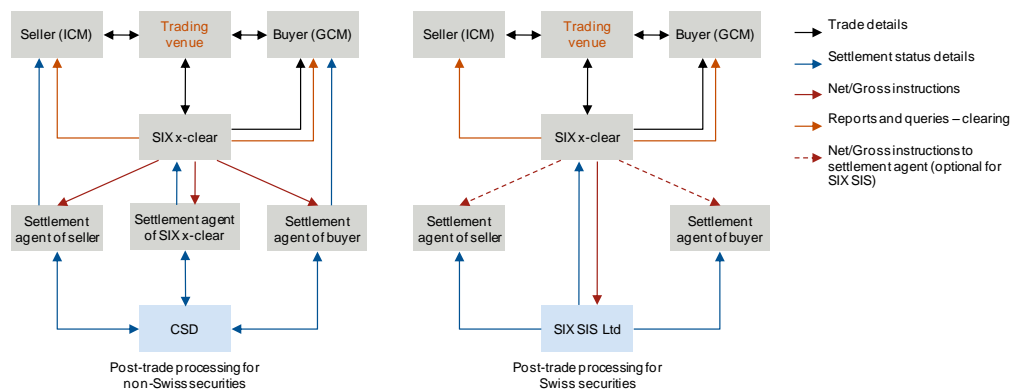 Seller (ICM)
Trading
venue
Buyer (GCM)
SIX x-clear
Settlement
agent of seller
Settlement agent
of SIX x-clear
Settlement
agent of buyer
CSD
Post-trade processing for
non-Swiss securities
Seller (ICM)
Trading
venue
Buyer (GCM)
SIX x-clear
Settlement
agent of seller
Settlement
agent of buyer
SIX SIS Ltd
Post-trade processing for
Swiss securities
Trade details
Settlement status details
Net/Gross instructions
Reports and queries – clearing
Net/Gross instructions to
settlement agent (optional for
SIX SIS)